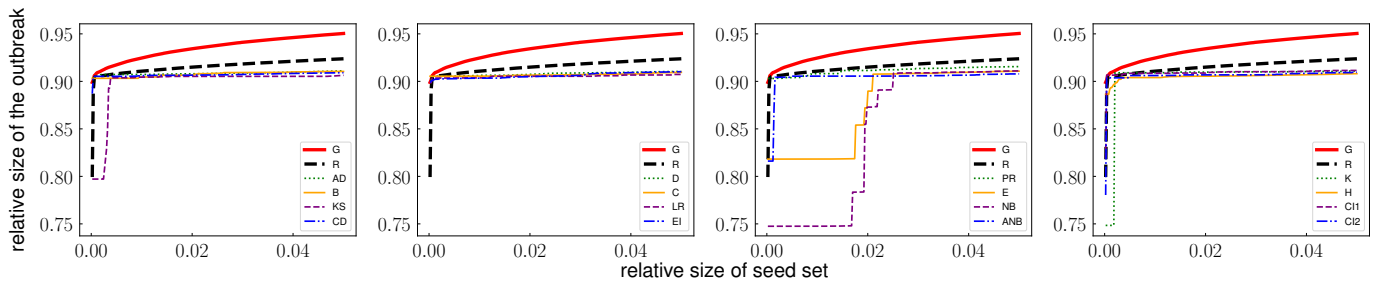 relative size of the outbreak
0.95
0.90
0.85
0.80
0.75
0.00
0.02
0.04
G
R
AD
B
KS
CD
0.95
0.90
0.85
0.80
0.75
0.00
0.02
0.04
G
R
D
C
LR
EI
0.95
0.90
0.85
0.80
0.75
0.00
0.02
0.04
G
R
PR
E
NB
ANB
0.95
0.90
0.85
0.80
0.75
0.00
0.02
0.04
G
R
K
H
CI1
CI2
relative size of seed set